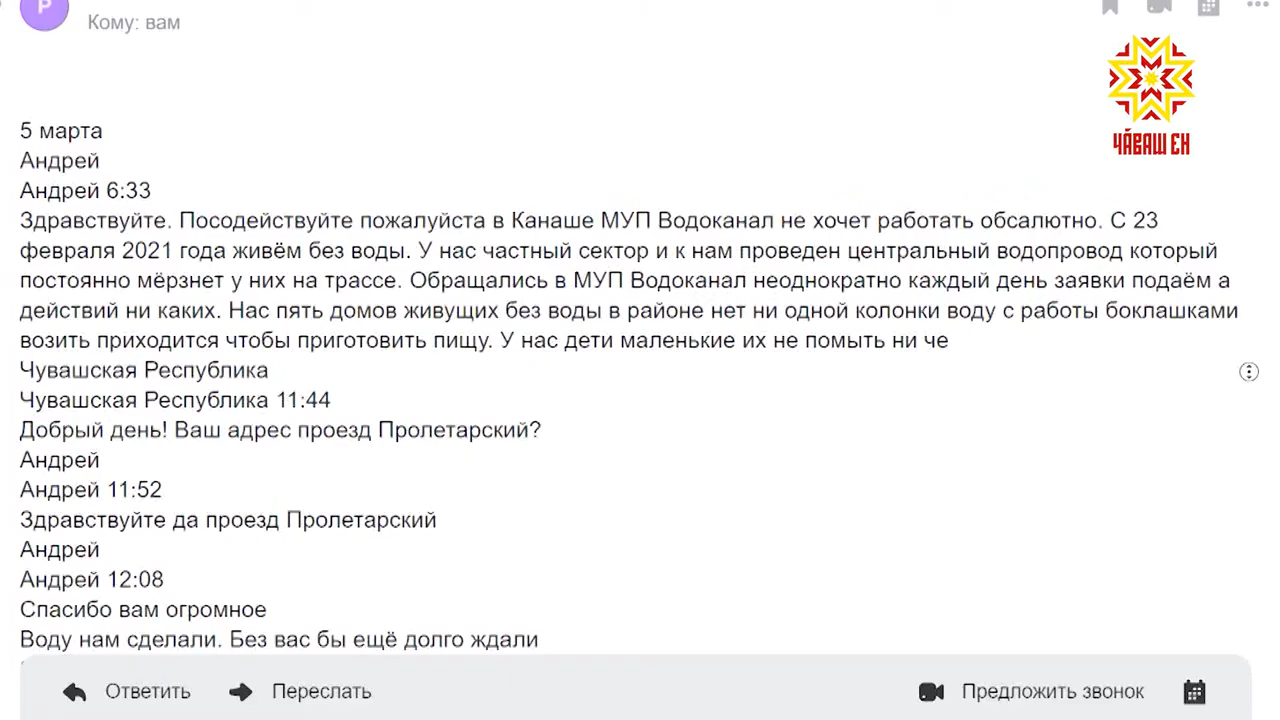 Р
Кому: вам
ЧӐВАШ ЕН
5 марта
Андрей
Андрей 6:33
Здравствуйте. Посодействуйте пожалуйста в Канаше МУП Водоканал не хочет работать обсалютно. С 23
февраля 2021 года живём без воды. У нас частный сектор и к нам проведен центральный водопровод который
постоянно мёрзнет у них на трассе. Обращались в МУП Водоканал неоднократно каждый день заявки подаём а
действий ни каких. Нас пять домов живущих без воды в районе нет ни одной колонки воду с работы боклашками
возить приходится чтобы приготовить пищу. У нас дети маленькие их не помыть ни че
Чувашская Республика
Чувашская Республика 11:44
Добрый день! Ваш адрес проезд Пролетарский?
Андрей
Андрей 11:52
Здравствуйте да проезд Пролетарский
Андрей
Андрей 12:08
Спасибо вам огромное
Воду нам сделали. Без вас бы ещё долго ждали
Ответить Переслать Предложить звонок